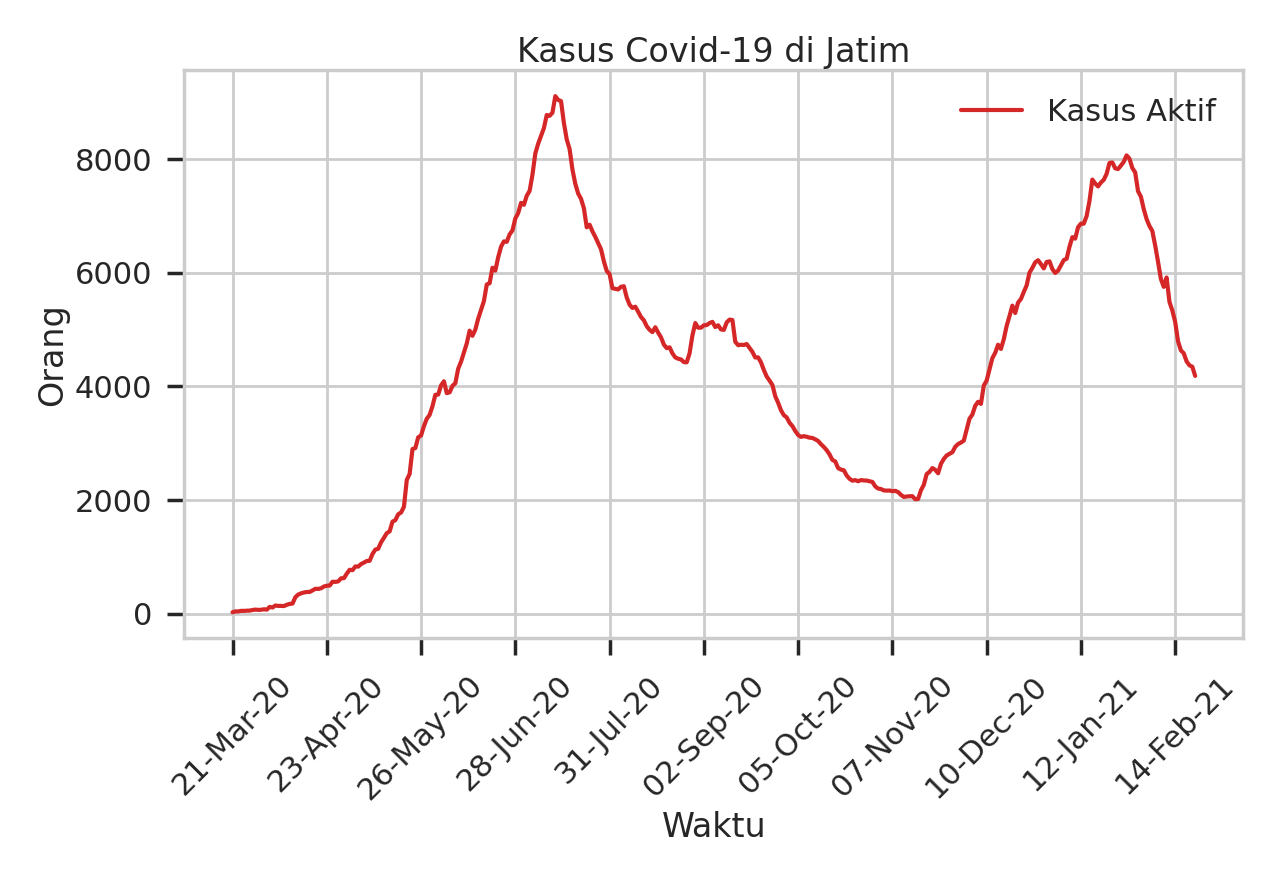 Kasus Covid-19 di Jatim
Kasus Aktif
Orang
8000
6000
4000
2000
0
21-Mar-20
23-Apr-20
26-May-20
28-Jun-20
31-Jul-20
02-Sep-20
05-Oct-20
07-Nov-20
10-Dec-20
12-Jan-21
14-Feb-21
Waktu